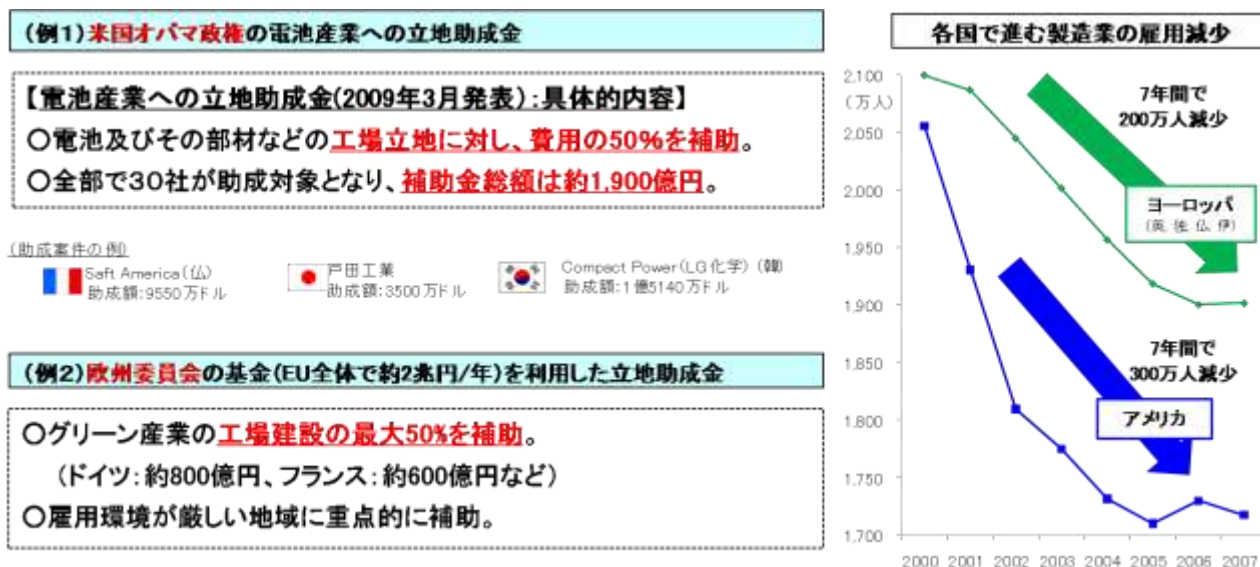 (例1)米国オバマ政権の電池産業への立地助成金
【電池産業への立地助成金(2009年3月発表):具体的内容】
○電池及びその部材などの工場立地に対し、費用の50%を補助。
○全部で30社が助成対象となり、補助金総額は約1,900億円。
(助成案件の例)
Saft America(仏)
助成額:9550万ドル
戸田工業
助成額:3500万ドル
Compact Power(LG化学)(韓)
助成額:1億5140万ドル
(例2)欧州委員会の基金(EU全体で約2兆円/年)を利用した立地助成金
○グリーン産業の工場建設の最大50%を補助。
(ドイツ:約800億円、フランス:約600億円など)
○雇用環境が厳しい地域に重点的に補助。
各国で進む製造業の雇用減少
2,100
(万人)
2,050
2,000
1,950
1,900
1,850
1,800
1,750
1,700
7年間で
200万人減少
ヨーロッパ
(英 独 仏 伊)
7年間で
300万人減少
アメリカ
2000 2001 2002 2003 2004 2005 2006 2007